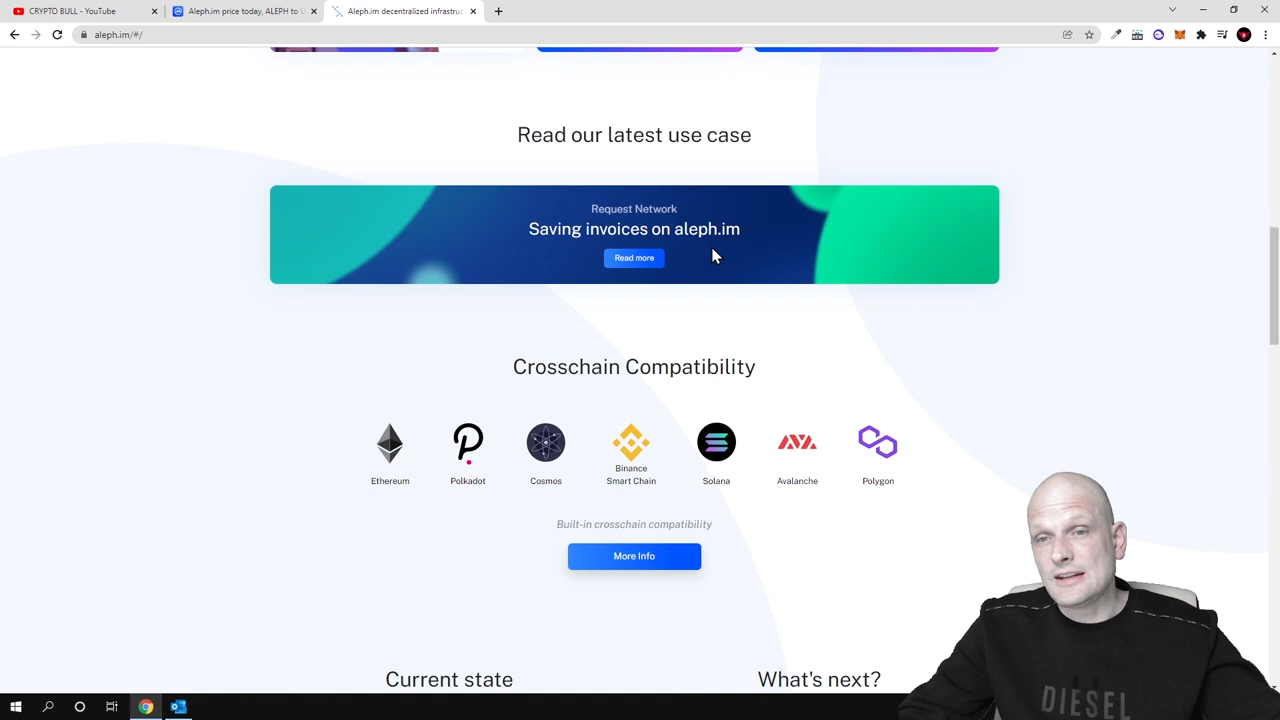 CRYPTO BULL - YouTube
Aleph.im price today, ALEPH to U
Aleph.im decentralized infrastruc
aleph.im/#/
Read our latest use case
Request Network
Saving invoices on aleph.im
Read more
Crosschain Compatibility
Ethereum
Polkadot
Cosmos
Binance
Smart Chain
Solana
Avalanche
Polygon
Built-in crosschain compatibility
More Info
Current state
What's next?
DIESEL